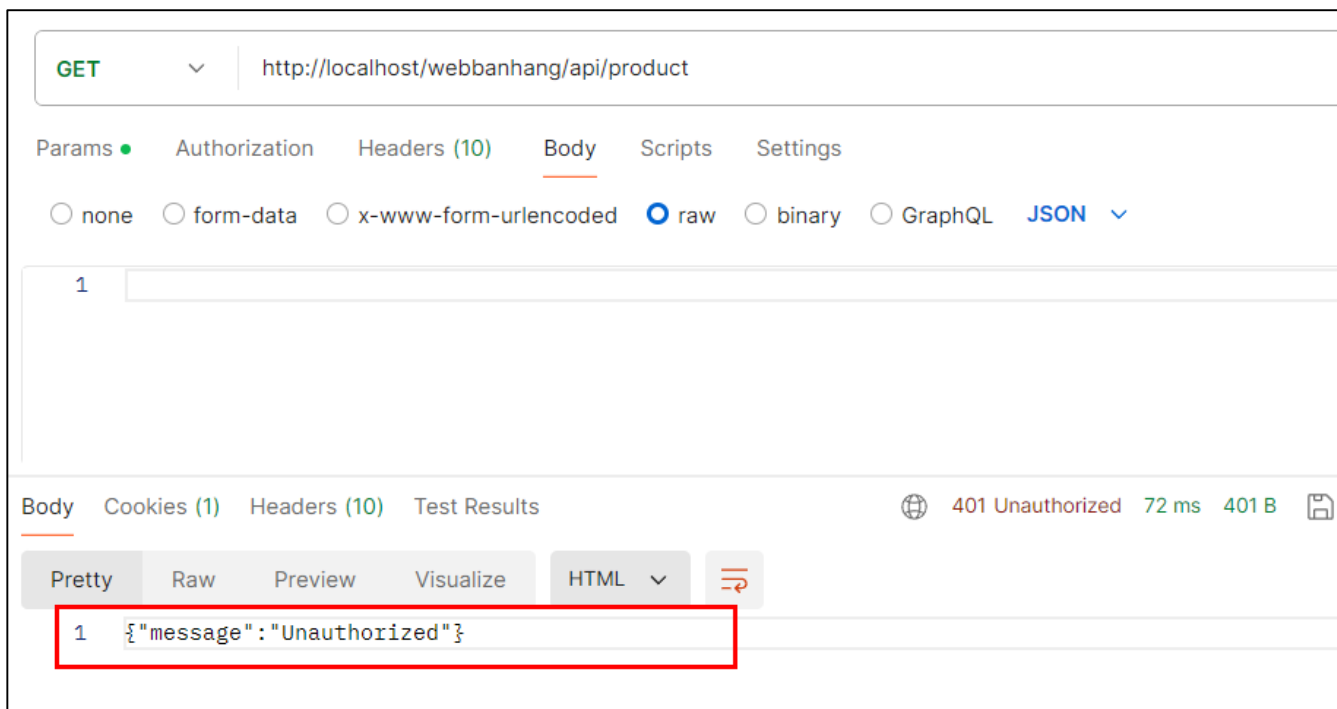 GET http://localhost/webbanhang/api/product
Params Authorization Headers (10) Body Scripts Settings
none form-data x-www-form-urlencoded raw binary GraphQL JSON
1
Body Cookies (1) Headers (10) Test Results 401 Unauthorized 72 ms 401 B
Pretty Raw Preview Visualize HTML
1 {"message":"Unauthorized"}